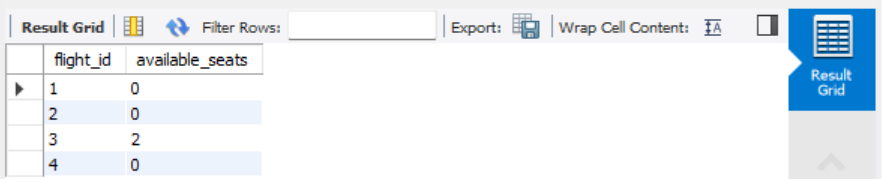 Result Grid Filter Rows: Export: Wrap Cell Content: IA
flight_id available_seats
1 0
2 0
3 2
4 0
Result
Grid